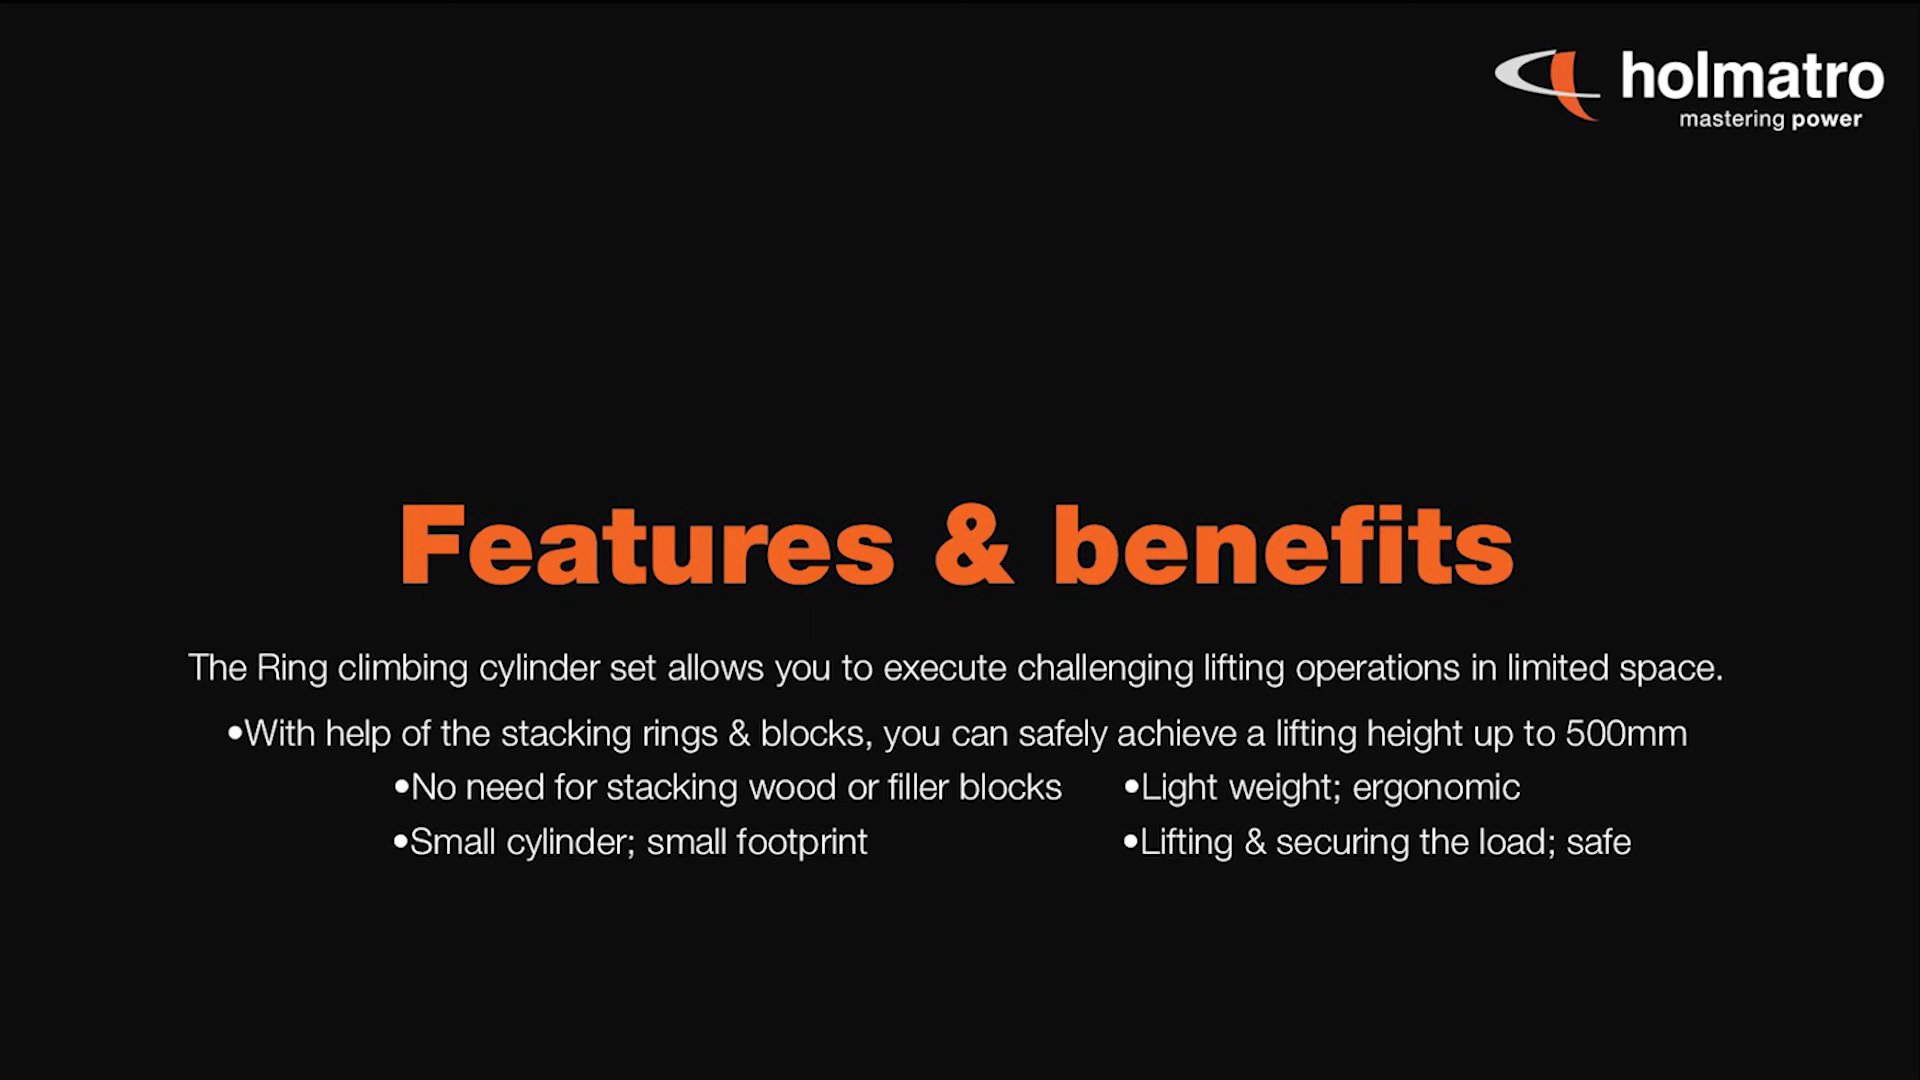 holmatro
mastering power
Features & benefits
The Ring climbing cylinder set allows you to execute challenging lifting operations in limited space.
•With help of the stacking rings & blocks, you can safely achieve a lifting height up to 500mm
•No need for stacking wood or filler blocks
•Light weight; ergonomic
•Small cylinder; small footprint
•Lifting & securing the load; safe